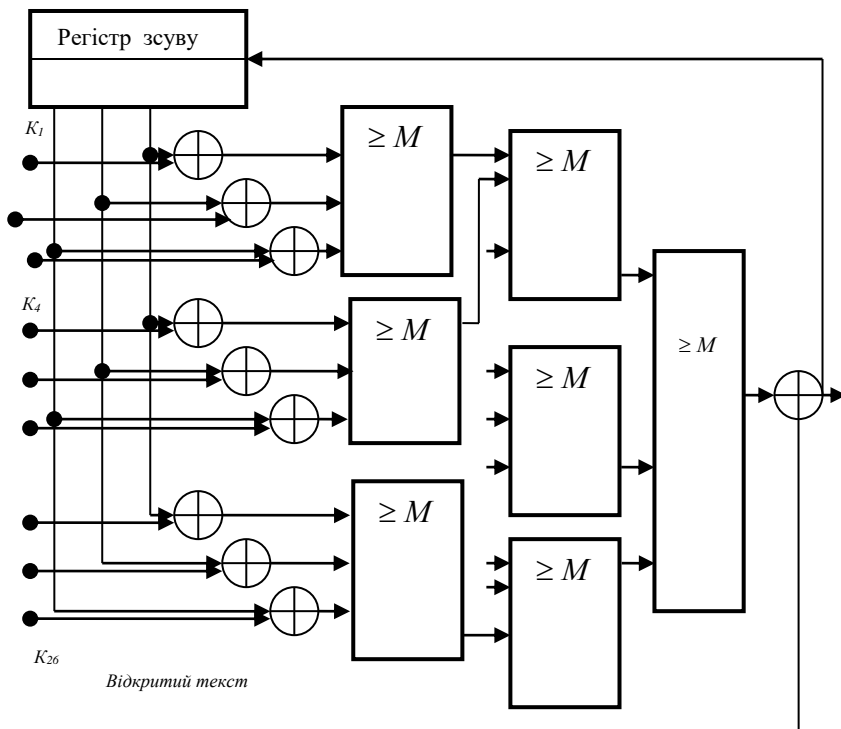 Регістр зсуву
K1
≥ M
≥ M
K4
≥ M
≥ M
≥ M
≥ M
≥ M
K26
Відкритий текст